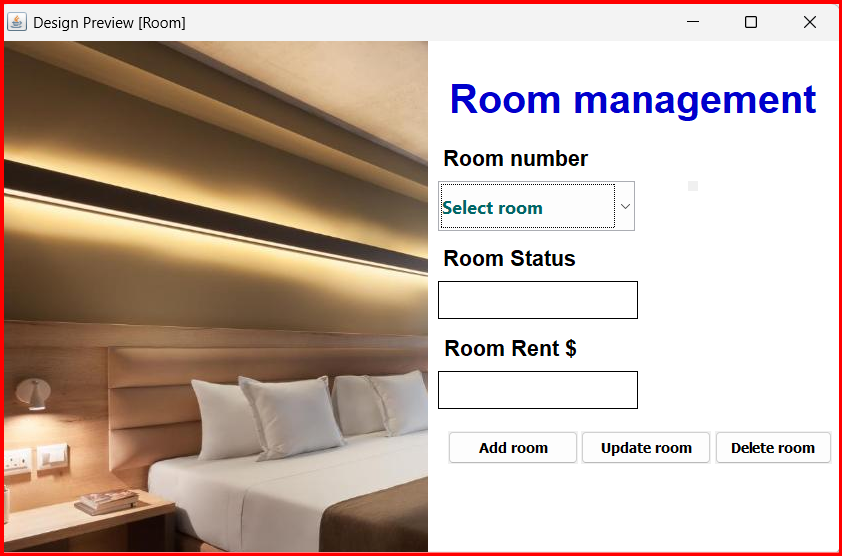 Design Preview [Room]
Room management
Room number
Select room
Room Status
Room Rent $
Add room
Update room
Delete room